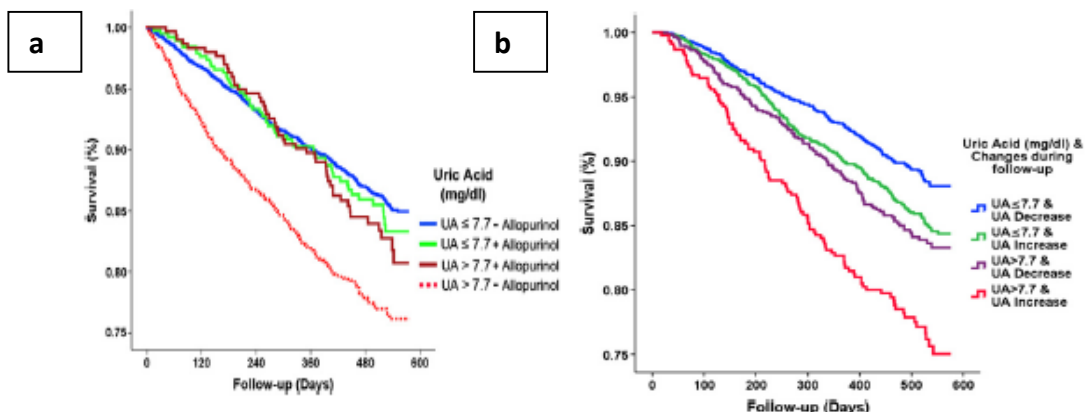 a
1.00
0.95
0.90
0.85
0.80
0.75
Survival (%)
0
120
240
360
480
600
Follow-up (Days)
Uric Acid
(mg/dl)
UA ≤ 7.7 – Allopurinol
UA ≤ 7.7 + Allopurinol
UA > 7.7 + Allopurinol
UA > 7.7 – Allopurinol
b
1.00
0.95
0.90
0.85
0.80
0.75
Survival (%)
0
100
200
300
400
500
600
Follow-up (Days)
Uric Acid (mg/dl) &
Changes during
follow-up
UA ≤7.7 &
UA Decrease
UA ≤7.7 &
UA Increase
UA>7.7 &
UA Decrease
UA>7.7 &
UA Increase